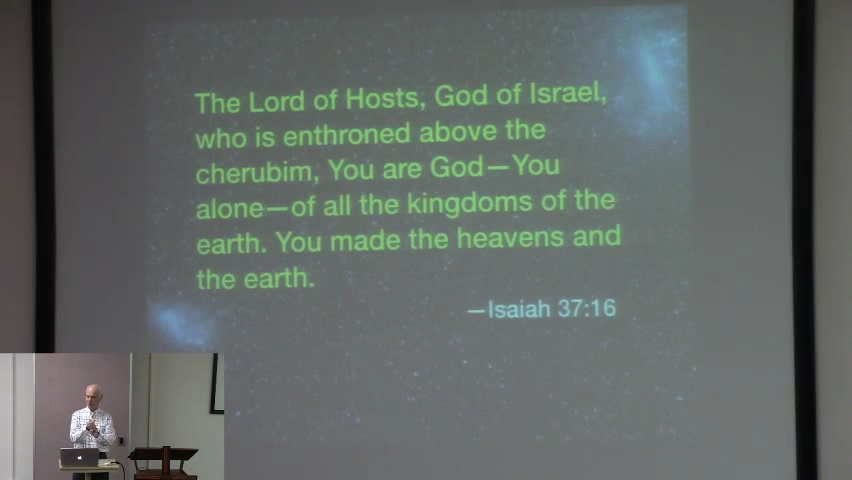 The Lord of Hosts, God of Israel,
who is enthroned above the
cherubim, You are God—You
alone—of all the kingdoms of the
earth. You made the heavens and
the earth.
—Isaiah 37:16